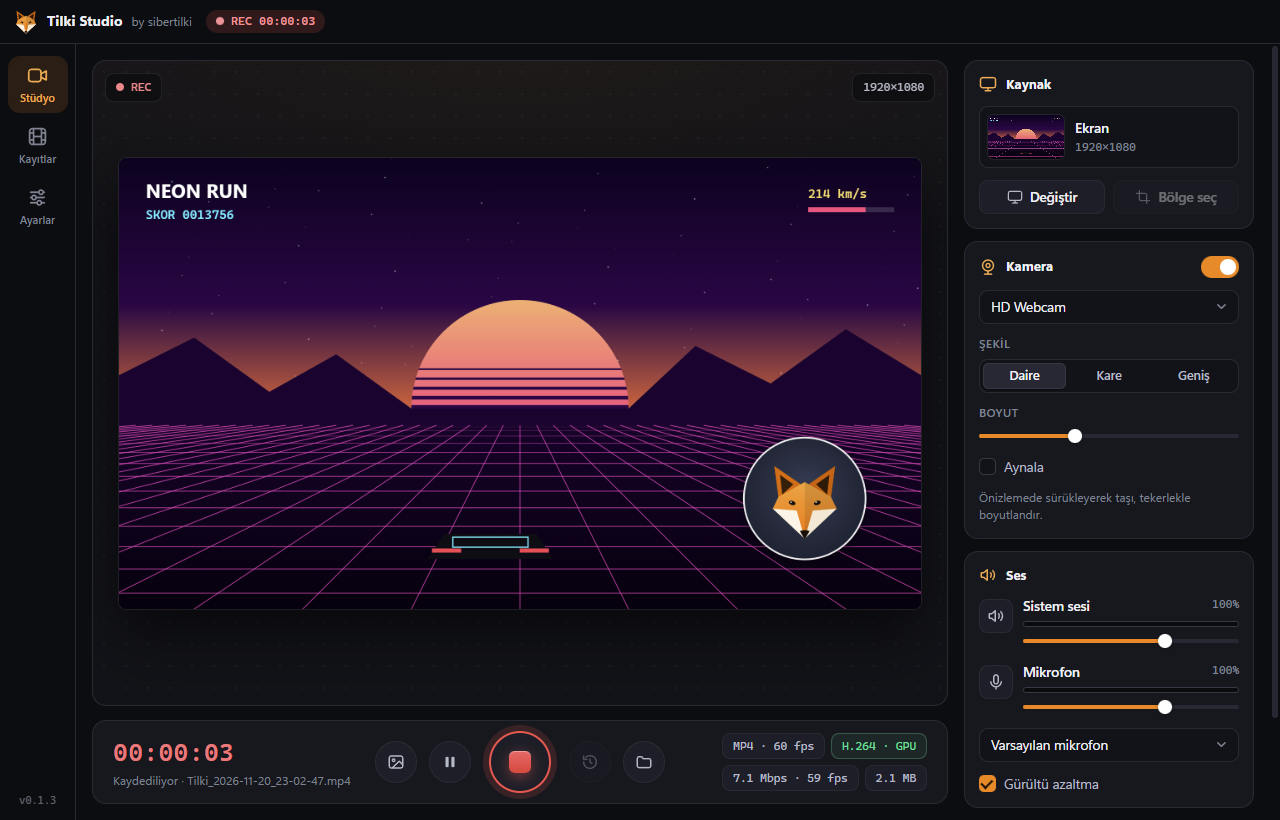 Tilki Studio by sibertilki REC 00:00:03
Stüdyo
Kayıtlar
Ayarlar
v0.1.3
REC
1920×1080
NEON RUN
SKOR 0013756
214 km/s
00:00:03
Kaydediliyor · Tilki_2026-11-20_23-02-47.mp4
MP4 · 60 fps
H.264 · GPU
7.1 Mbps · 59 fps
2.1 MB
Kaynak
Ekran
1920×1080
Değiştir
Bölge seç
Kamera
HD Webcam
ŞEKİL
Daire
Kare
Geniş
BOYUT
Aynala
Önizlemede sürükleyerek taşı, tekerlekle
boyutlandır.
Ses
Sistem sesi 100%
Mikrofon 100%
Varsayılan mikrofon
Gürültü azaltma